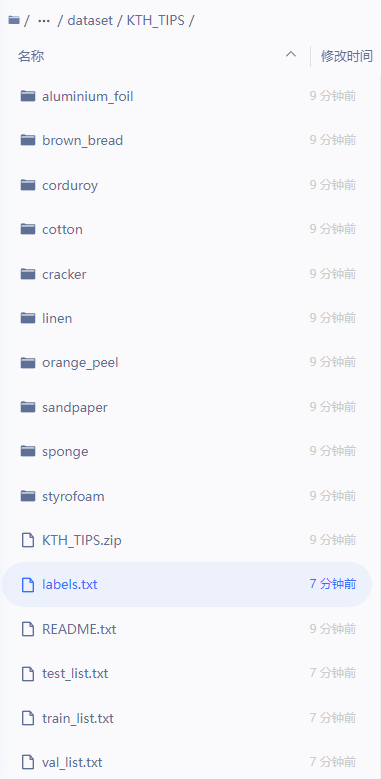 / ··· / dataset / KTH_TIPS /
名称 修改时间
aluminium_foil 9 分钟前
brown_bread 9 分钟前
corduroy 9 分钟前
cotton 9 分钟前
cracker 9 分钟前
linen 9 分钟前
orange_peel 9 分钟前
sandpaper 9 分钟前
sponge 9 分钟前
styrofoam 9 分钟前
KTH_TIPS.zip 9 分钟前
labels.txt 7 分钟前
README.txt 9 分钟前
test_list.txt 7 分钟前
train_list.txt 7 分钟前
val_list.txt 7 分钟前